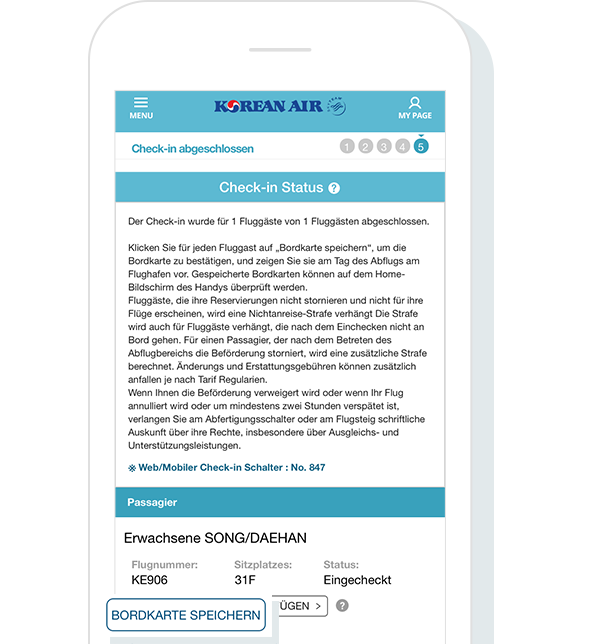 KOREAN AIR
MENU
MY PAGE
Check-in abgeschlossen
1 2 3 4 5
Check-in Status ?
Der Check-in wurde für 1 Fluggäste von 1 Fluggästen abgeschlossen.
Klicken Sie für jeden Fluggast auf „Bordkarte speichern“, um die
Bordkarte zu bestätigen, und zeigen Sie sie am Tag des Abflugs am
Flughafen vor. Gespeicherte Bordkarten können auf dem Home-
Bildschirm des Handys überprüft werden.
Fluggäste, die ihre Reservierungen nicht stornieren und nicht für ihre
Flüge erscheinen, wird eine Nichtanreise-Strafe verhängt Die Strafe
wird auch für Fluggäste verhängt, die nach dem Einchecken nicht an
Bord gehen. Für einen Passagier, der nach dem Betreten des
Abflugbereichs die Beförderung storniert, wird eine zusätzliche Strafe
berechnet. Änderungs und Erstattungsgebühren können zusätzlich
anfallen je nach Tarif Regularien.
Wenn Ihnen die Beförderung verweigert wird oder wenn Ihr Flug
annulliert wird oder um mindestens zwei Stunden verspätet ist,
verlangen Sie am Abfertigungsschalter oder am Flugsteig schriftliche
Auskunft über ihre Rechte, insbesondere über Ausgleichs- und
Unterstützungsleistungen.
※ Web/Mobiler Check-in Schalter : No. 847
Passagier
Erwachsene SONG/DAEHAN
Flugnummer: Sitzplatzes: Status:
KE906 31F Eingecheckt
BORDKARTE SPEICHERN ÜGEN > ?